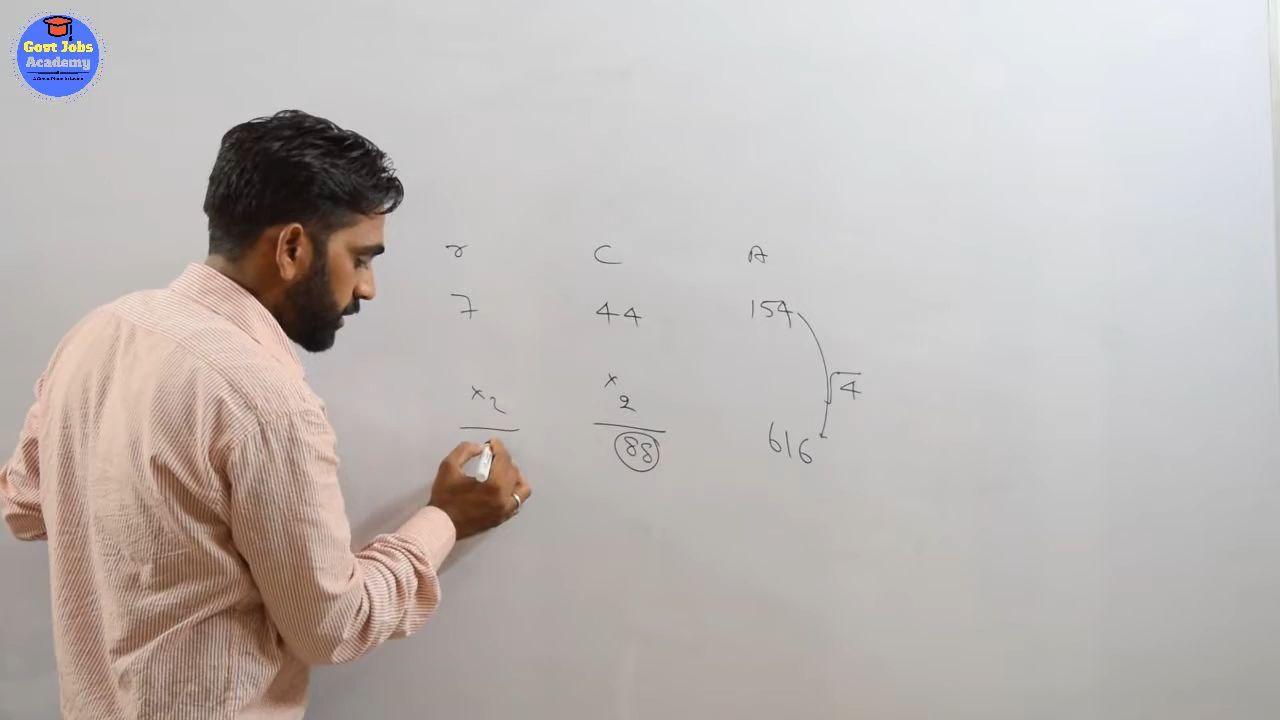 Govt Jobs
Academy
r C A
7 44 154
×2 × 2 √4
88 616